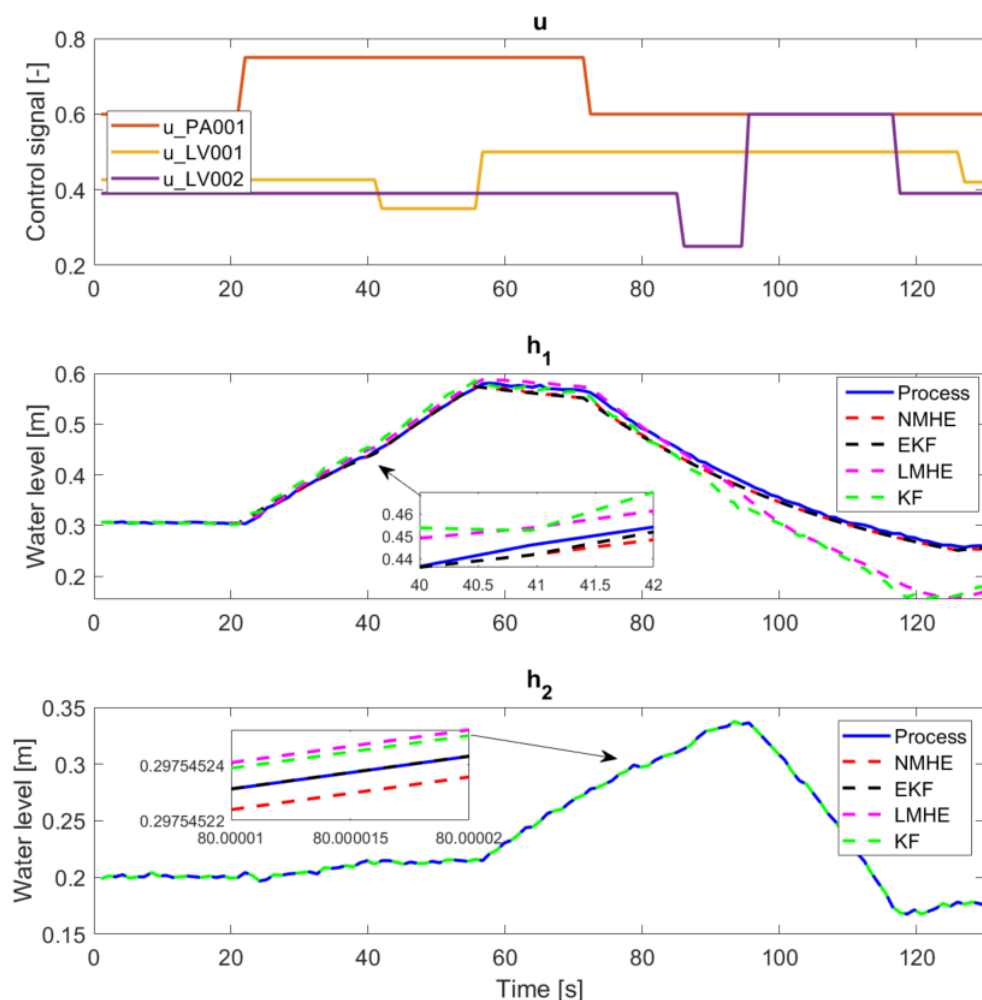 u
Control signal [-]
0.8
0.6
0.4
0.2
u_PA001
u_LV001
u_LV002
0 20 40 60 80 100 120
h1
Water level [m]
0.6
0.5
0.4
0.3
0.2
Process
NMHE
EKF
LMHE
KF
0.46
0.45
0.44
40 40.5 41 41.5 42
0 20 40 60 80 100 120
h2
Water level [m]
0.35
0.3
0.25
0.2
0.15
0.29754524
0.29754522
80.00001 80.000015 80.00002
Process
NMHE
EKF
LMHE
KF
0 20 40 60 80 100 120
Time [s]